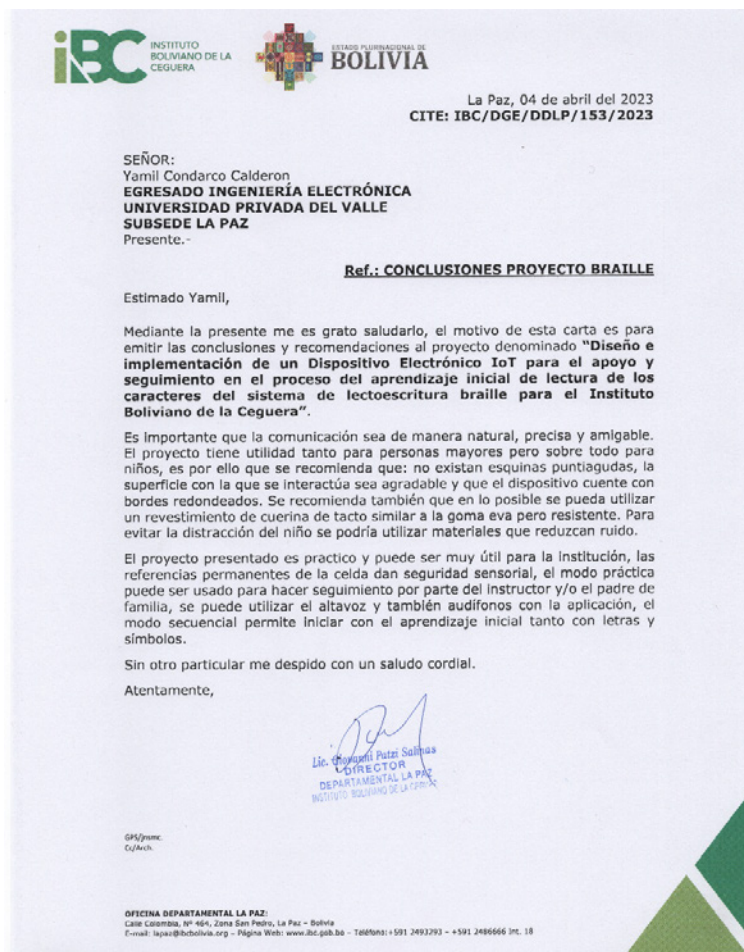 iBC INSTITUTO
BOLIVIANO DE LA
CEGUERA
ESTADO PLURINACIONAL DE
BOLIVIA
La Paz, 04 de abril del 2023
CITE: IBC/DGE/DDLP/153/2023
SEÑOR:
Yamil Condarco Calderon
EGRESADO INGENIERÍA ELECTRÓNICA
UNIVERSIDAD PRIVADA DEL VALLE
SUBSEDE LA PAZ
Presente.-
Ref.: CONCLUSIONES PROYECTO BRAILLE
Estimado Yamil,
Mediante la presente me es grato saludarlo, el motivo de esta carta es para
emitir las conclusiones y recomendaciones al proyecto denominado "Diseño e
implementación de un Dispositivo Electrónico IoT para el apoyo y
seguimiento en el proceso del aprendizaje inicial de lectura de los
caracteres del sistema de lectoescritura braille para el Instituto
Boliviano de la Ceguera".
Es importante que la comunicación sea de manera natural, precisa y amigable.
El proyecto tiene utilidad tanto para personas mayores pero sobre todo para
niños, es por ello que se recomienda que: no existan esquinas puntiagudas, la
superficie con la que se interactúa sea agradable y que el dispositivo cuente con
bordes redondeados. Se recomienda también que en lo posible se pueda utilizar
un revestimiento de cuerina de tacto similar a la goma eva pero resistente. Para
evitar la distracción del niño se podría utilizar materiales que reduzcan ruido.
El proyecto presentado es practico y puede ser muy útil para la institución, las
referencias permanentes de la celda dan seguridad sensorial, el modo práctica
puede ser usado para hacer seguimiento por parte del instructor y/o el padre de
familia, se puede utilizar el altavoz y también audífonos con la aplicación, el
modo secuencial permite iniciar con el aprendizaje inicial tanto con letras y
símbolos.
Sin otro particular me despido con un saludo cordial.
Atentamente,
Lic. Giovanni Patzi Salinas
DIRECTOR
DEPARTAMENTAL LA PAZ
INSTITUTO BOLIVIANO DE LA CEGUERA
Cc/Arch.
OFICINA DEPARTAMENTAL LA PAZ:
Calle Colombia, Nº 464, Zona San Pedro, La Paz – Bolivia
E-mail: lapaz@ibcbolivia.org – Página Web: www.ibc.gob.bo – Teléfono:+591 2493293 – +591 2486666 Int. 18